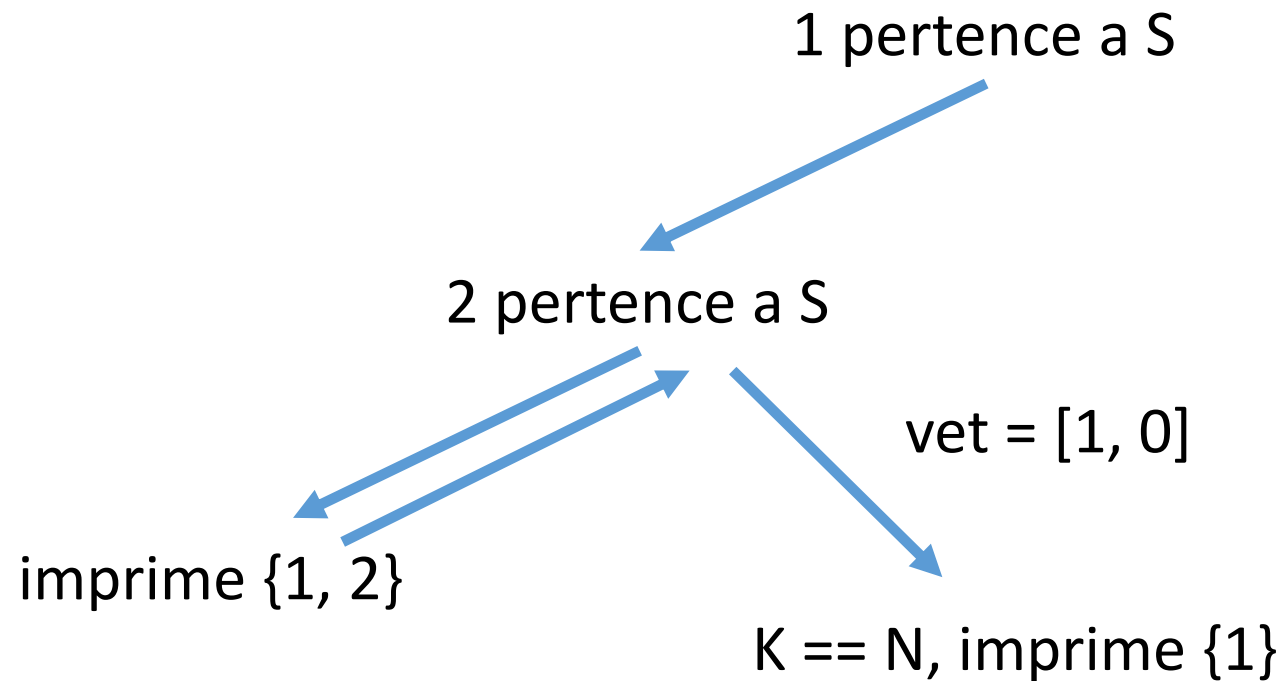 1 pertence a S
2 pertence a S
vet = [1, 0]
imprime {1, 2}
K == N, imprime {1}